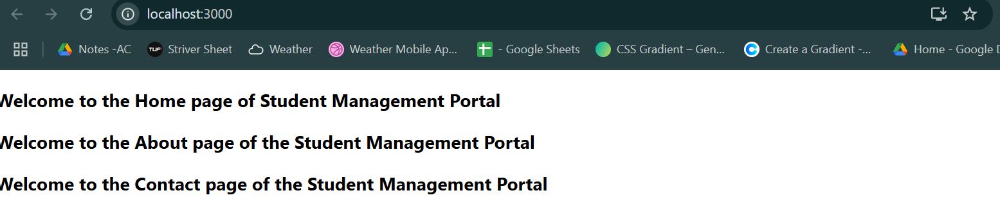 localhost:3000
Notes -AC TUF Striver Sheet Weather Weather Mobile Ap... - Google Sheets CSS Gradient – Gen... Create a Gradient -... Home - Google D
Welcome to the Home page of Student Management Portal
Welcome to the About page of the Student Management Portal
Welcome to the Contact page of the Student Management Portal